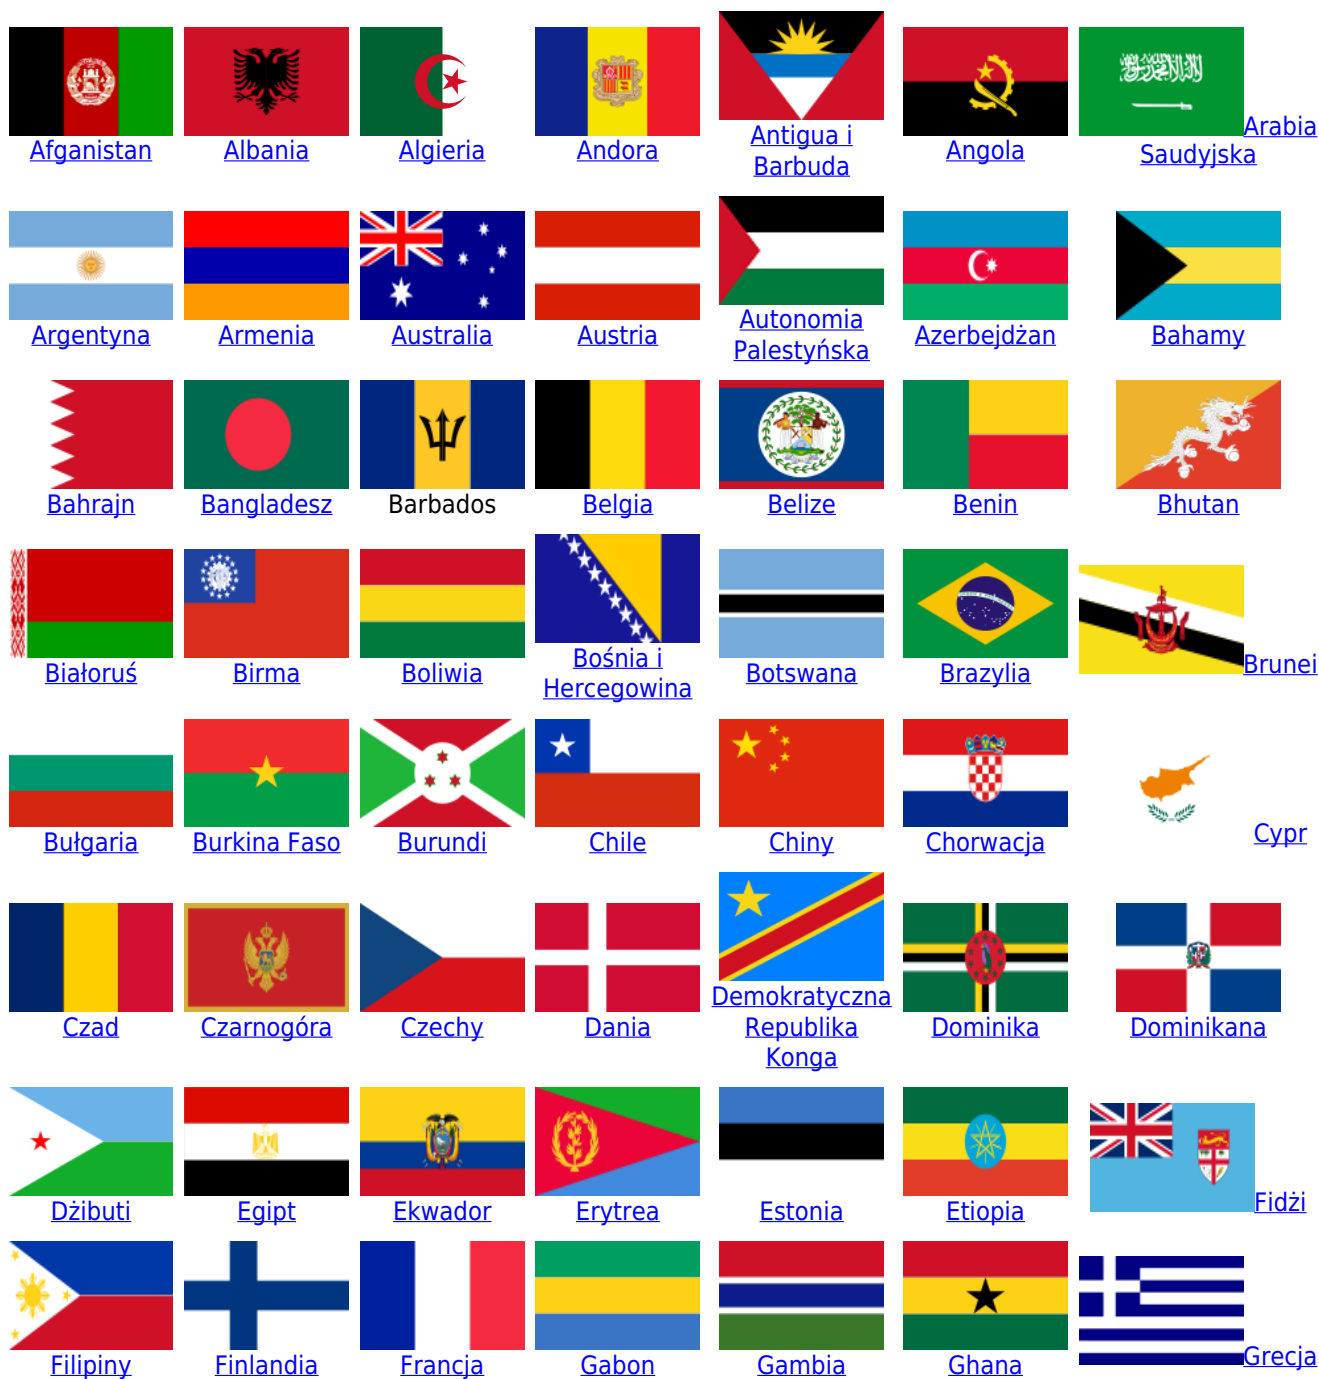 Afganistan
Albania
Algieria
Andora
Antigua i
Barbuda
Angola
Arabia
Saudyjska
Argentyna
Armenia
Australia
Austria
Autonomia
Palestyńska
Azerbejdżan
Bahamy
Bahrajn
Bangladesz
Barbados
Belgia
Belize
Benin
Bhutan
Białoruś
Birma
Boliwia
Bośnia i
Hercegowina
Botswana
Brazylia
Brunei
Bułgaria
Burkina Faso
Burundi
Chile
Chiny
Chorwacja
Cypr
Czad
Czarnogóra
Czechy
Dania
Demokratyczna
Republika
Konga
Dominika
Dominikana
Dżibuti
Egipt
Ekwador
Erytrea
Estonia
Etiopia
Fidżi
Filipiny
Finlandia
Francja
Gabon
Gambia
Ghana
Grecja